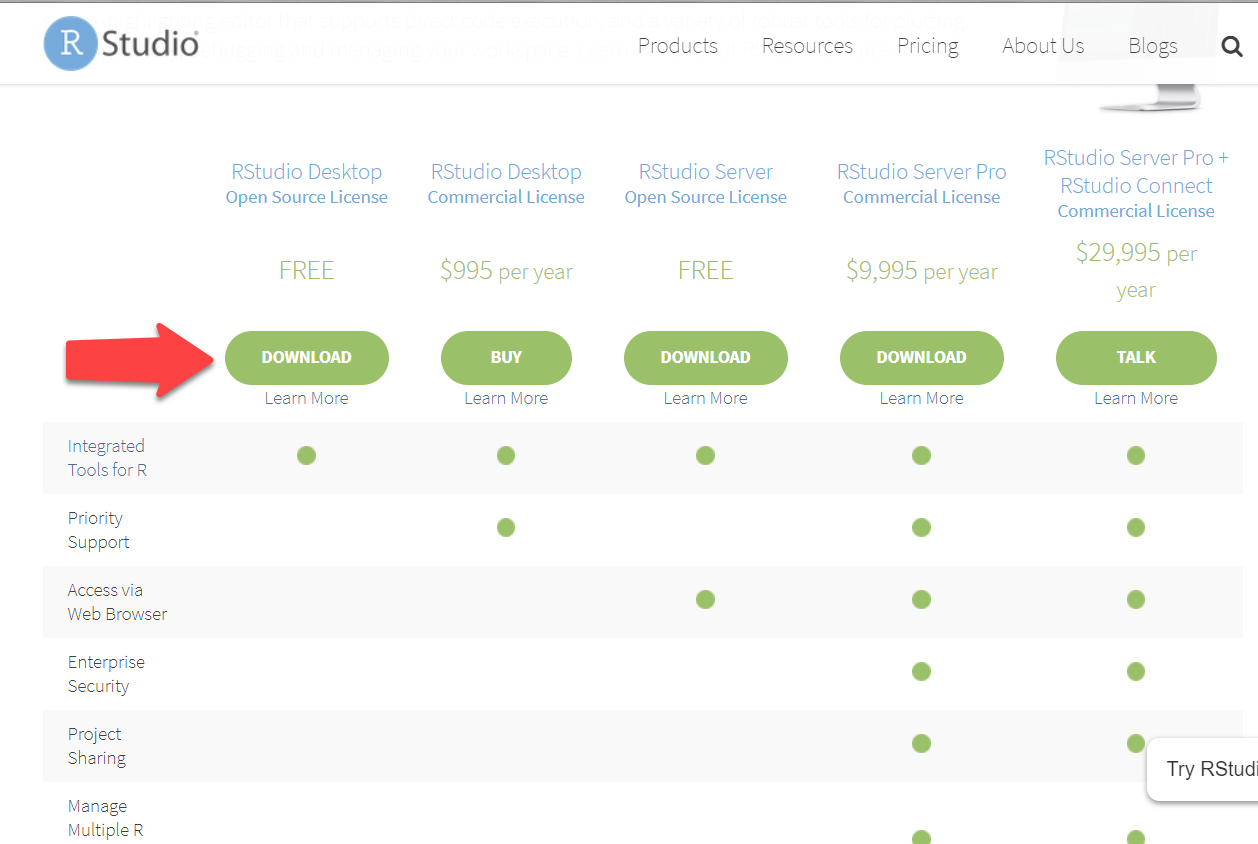 highlighting editor that supports direct code execution, and a variety of robust tools for plotting,
R Studio®
debugging and managing your workspace. Learn
Products Resources Pricing About Us Blogs
RStudio Desktop
Open Source License
RStudio Desktop
Commercial License
RStudio Server
Open Source License
RStudio Server Pro
Commercial License
RStudio Server Pro +
RStudio Connect
Commercial License
FREE
$995 per year
FREE
$9,995 per year
$29,995 per
year
DOWNLOAD BUY DOWNLOAD DOWNLOAD TALK
Learn More Learn More Learn More Learn More Learn More
Integrated
Tools for R
Priority
Support
Access via
Web Browser
Enterprise
Security
Project
Sharing
Try RStudi
Manage
Multiple R